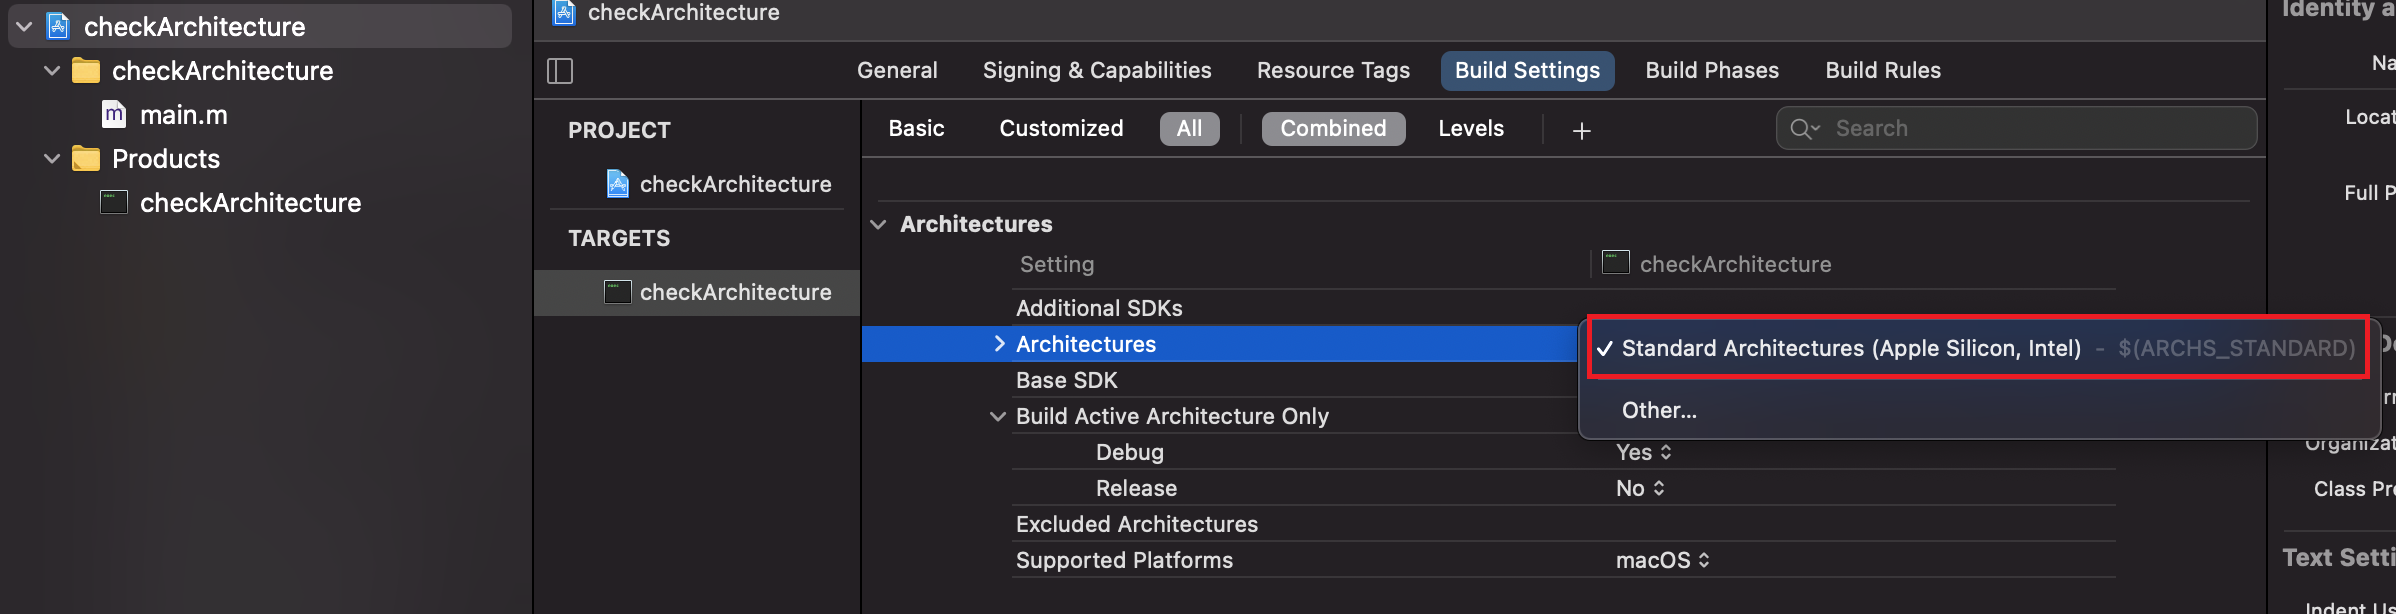 checkArchitecture
checkArchitecture
main.m
Products
checkArchitecture
checkArchitecture
General Signing & Capabilities Resource Tags Build Settings Build Phases Build Rules
PROJECT
checkArchitecture
TARGETS
checkArchitecture
Basic Customized All Combined Levels + Search
Architectures
Setting checkArchitecture
Additional SDKs
Architectures
✓ Standard Architectures (Apple Silicon, Intel) - $(ARCHS_STANDARD)
Other...
Base SDK
Build Active Architecture Only
Debug Yes
Release No
Excluded Architectures
Supported Platforms macOS
Identity a
Na
Locat
Full P
Organizat
Class Pre
Text Setti
Indent Us